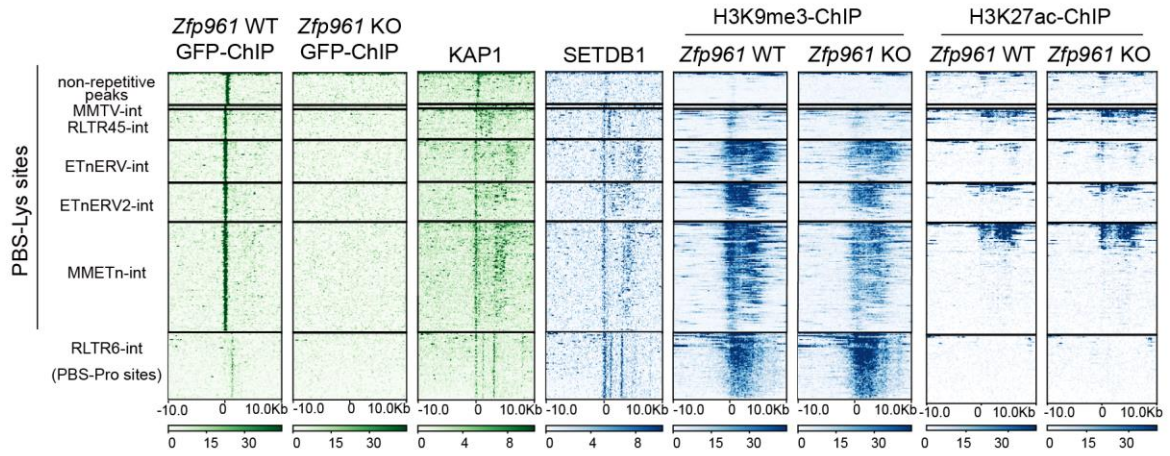 H3K9me3-ChIP H3K27ac-ChIP
Zfp961 WT GFP-ChIP
Zfp961 KO GFP-ChIP
KAP1
SETDB1
Zfp961 WT
Zfp961 KO
Zfp961 WT
Zfp961 KO
PBS-Lys sites
non-repetitive
peaks
MMTV-int
RLTR45-int
ETnERV-int
ETnERV2-int
MMETn-int
RLTR6-int
(PBS-Pro sites)
-10.0 0 10.0Kb -10.0 0 10.0Kb -10.0 0 10.0Kb -10.0 0 10.0Kb -10.0 0 10.0Kb -10.0 0 10.0Kb -10.0 0 10.0Kb -10.0 0 10.0Kb
0 15 30 0 15 30 0 4 8 0 4 8 0 15 30 0 15 30 0 15 30 0 15 30